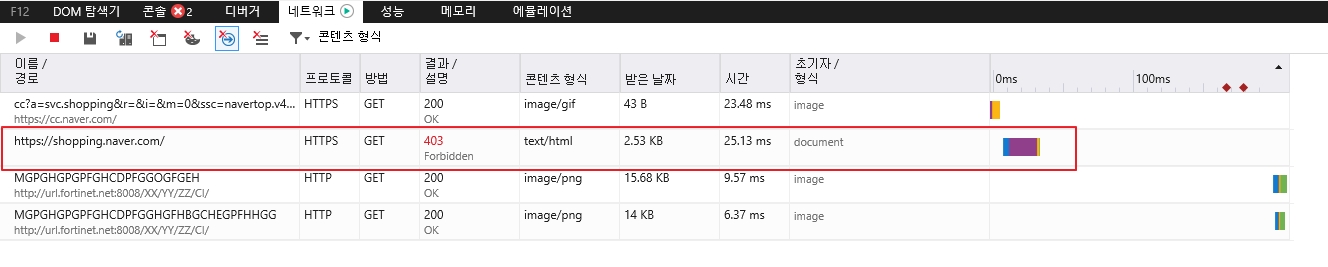 F12 DOM 탐색기 콘솔 2 디버거 네트워크 성능 메모리 에뮬레이션
콘텐츠 형식
이름 / 경로 프로토콜 방법 결과 / 설명 콘텐츠 형식 받은 날짜 시간 초기자 / 형식 0ms 100ms
cc?a=svc.shopping&r=&i=&m=0&ssc=navertop.v4... HTTPS GET 200 image/gif 43 B 23.48 ms image
https://cc.naver.com/ OK
https://shopping.naver.com/ HTTPS GET 403 text/html 2.53 KB 25.13 ms document
Forbidden
MGPGHGPGPFGHCDPFGGOGFGEH HTTP GET 200 image/png 15.68 KB 9.57 ms image
http://url.fortinet.net:8008/XX/YY/ZZ/CI/ OK
MGPGHGPGPFGHCDPFGGHGFHBGCHEGPFHHGG HTTP GET 200 image/png 14 KB 6.37 ms image
http://url.fortinet.net:8008/XX/YY/ZZ/CI/ OK